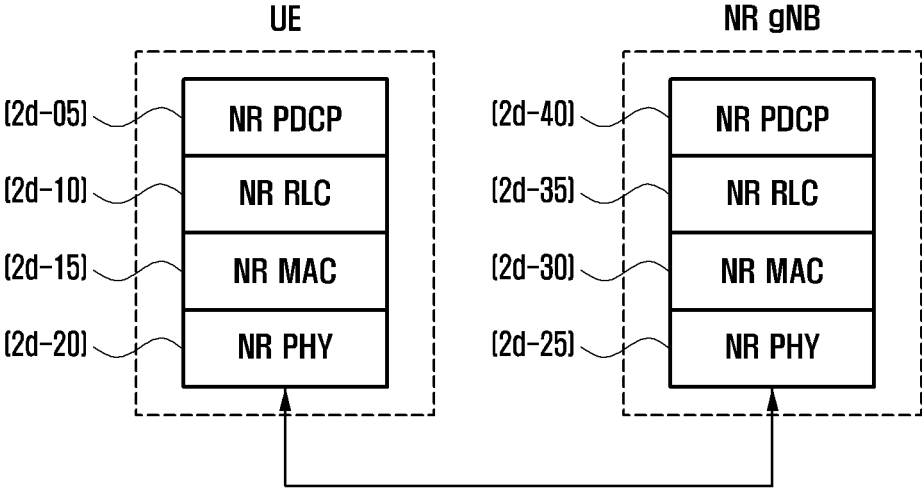 UE NR gNB
(2d-05) NR PDCP (2d-40) NR PDCP
(2d-10) NR RLC (2d-35) NR RLC
(2d-15) NR MAC (2d-30) NR MAC
(2d-20) NR PHY (2d-25) NR PHY